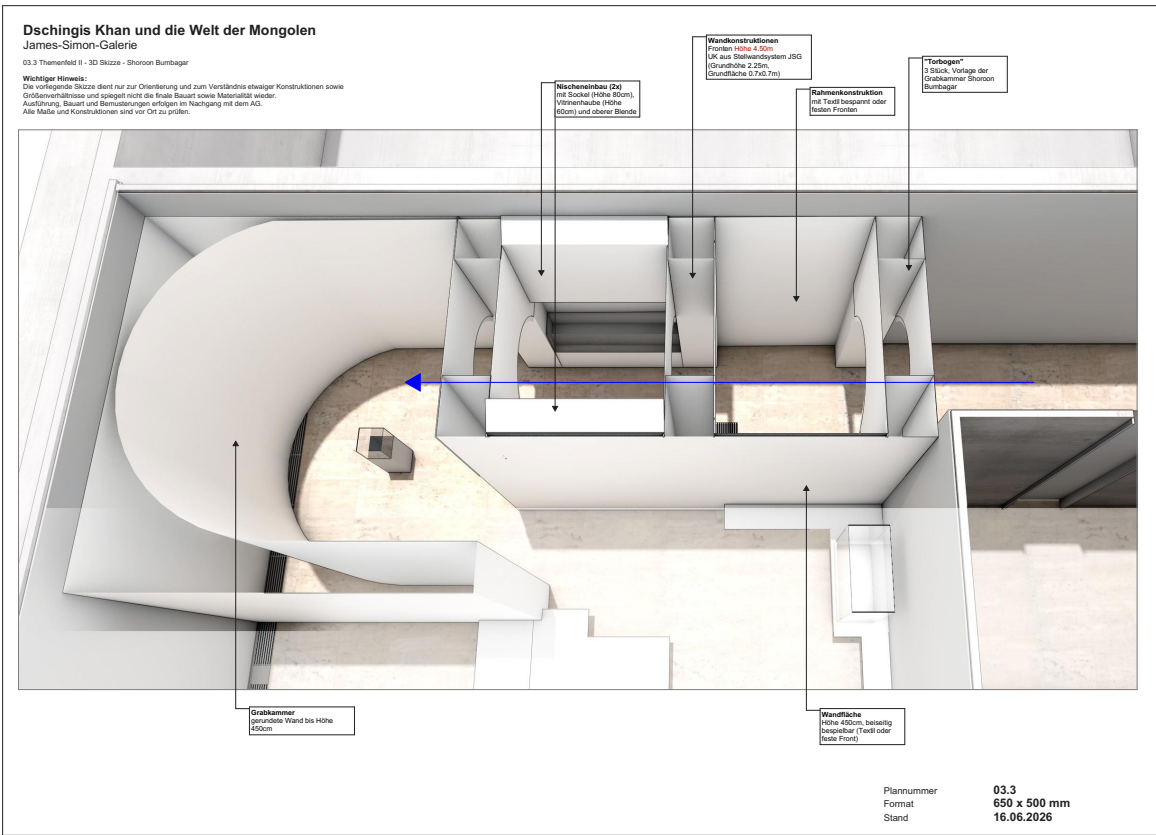 Dschingis Khan und die Welt der Mongolen
James-Simon-Galerie
03.3 Themenfeld II - 3D Skizze - Shoroon Bumbagar
Wichtiger Hinweis:
Die vorliegende Skizze dient nur zur Orientierung und zum Verständnis etwaiger Konstruktionen sowie
Größenverhältnisse und spiegelt nicht die finale Bauart sowie Materialität wieder.
Ausführung, Bauart und Bemusterungen erfolgen im Nachgang mit dem AG.
Alle Maße und Konstruktionen sind vor Ort zu prüfen.
Nischeneinbau (2x)
mit Sockel (Höhe 80cm),
Vitrinenhaube (Höhe
60cm) und oberer Blende
Wandkonstruktionen
Fronten Höhe 4.50m
UK aus Stellwandsystem JSG
(Grundhöhe 2.25m,
Grundfläche 0.7x0.7m)
Rahmenkonstruktion
mit Textil bespannt oder
festen Fronten
"Torbogen"
3 Stück, Vorlage der
Grabkammer Shoroon
Bumbagar
Grabkammer
gerundete Wand bis Höhe
450cm
Wandfläche
Höhe 450cm, beiseitig
bespielbar (Textil oder
feste Front)
Plannummer 03.3
Format 650 x 500 mm
Stand 16.06.2026